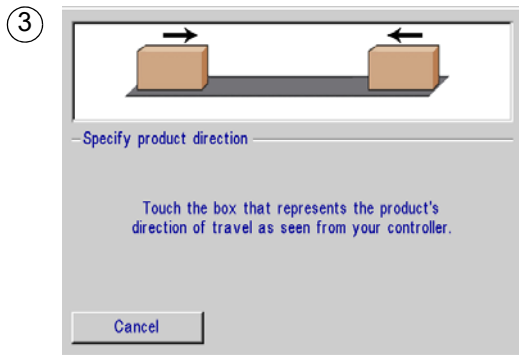 3
Specify product direction
Touch the box that represents the product's
direction of travel as seen from your controller.
Cancel